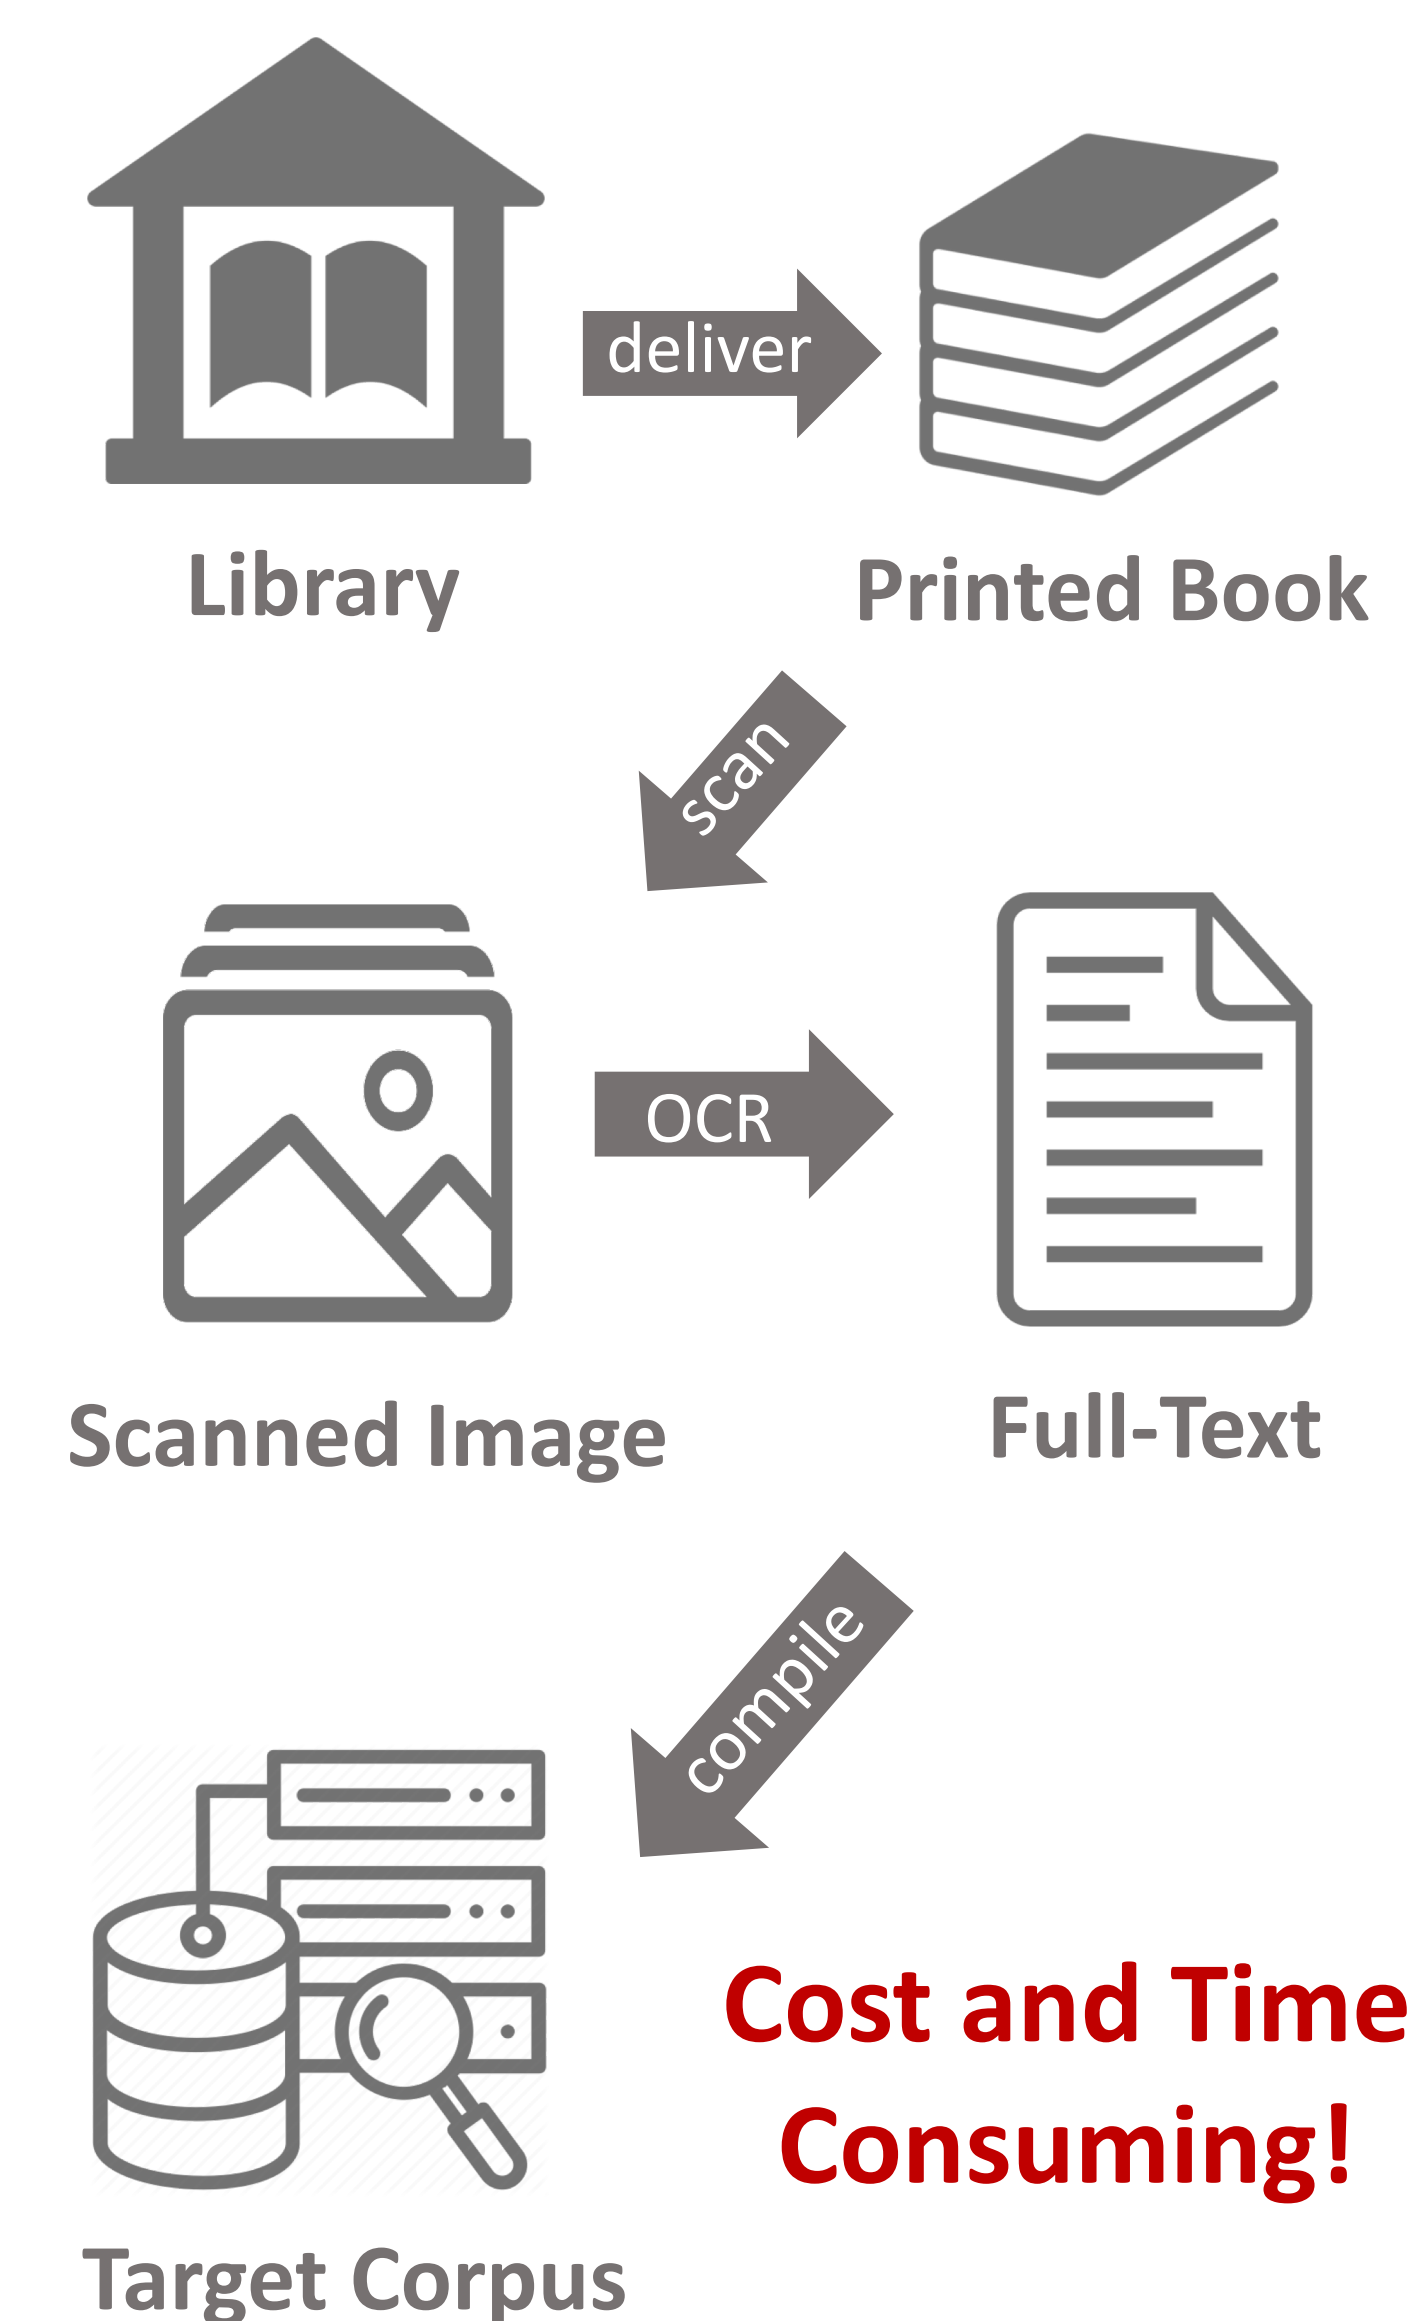 deliver
Library
Printed Book
scan
OCR
Scanned Image
Full-Text
compile
Cost and Time
Consuming!
Target Corpus